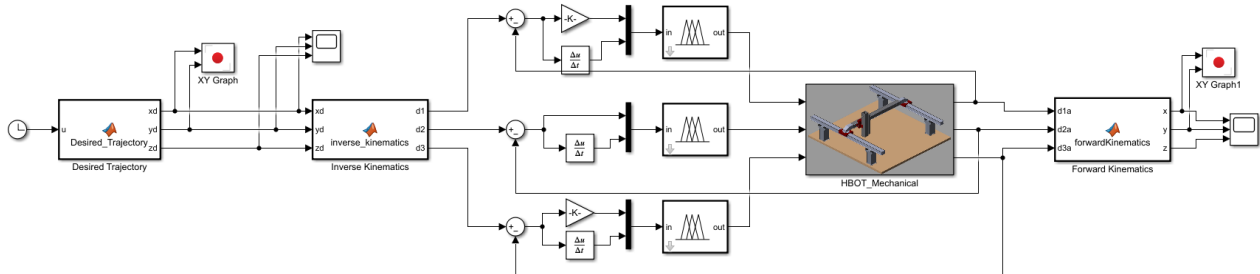 u
Desired_Trajectory
xd
yd
zd
Desired Trajectory
XY Graph
xd
yd
zd
inverse_kinematics
d1
d2
d3
Inverse Kinematics
+
−
-K-
Δu
Δt
in
out
+
−
Δu
Δt
in
out
+
−
-K-
Δu
Δt
in
out
HBOT_Mechanical
d1a
d2a
d3a
forwardKinematics
x
y
z
Forward Kinematics
XY Graph1